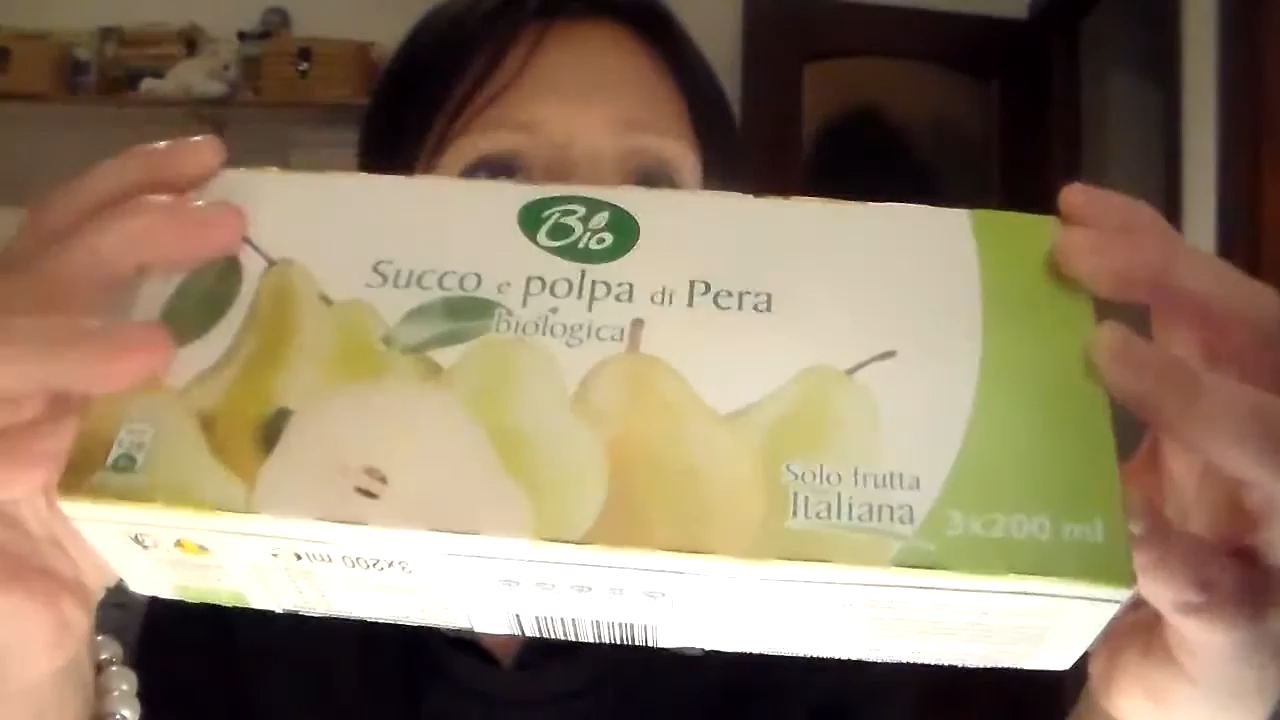 Bio
Succo e polpa di Pera
biologica
Solo frutta
Italiana
3x200 ml
3x200 ml e